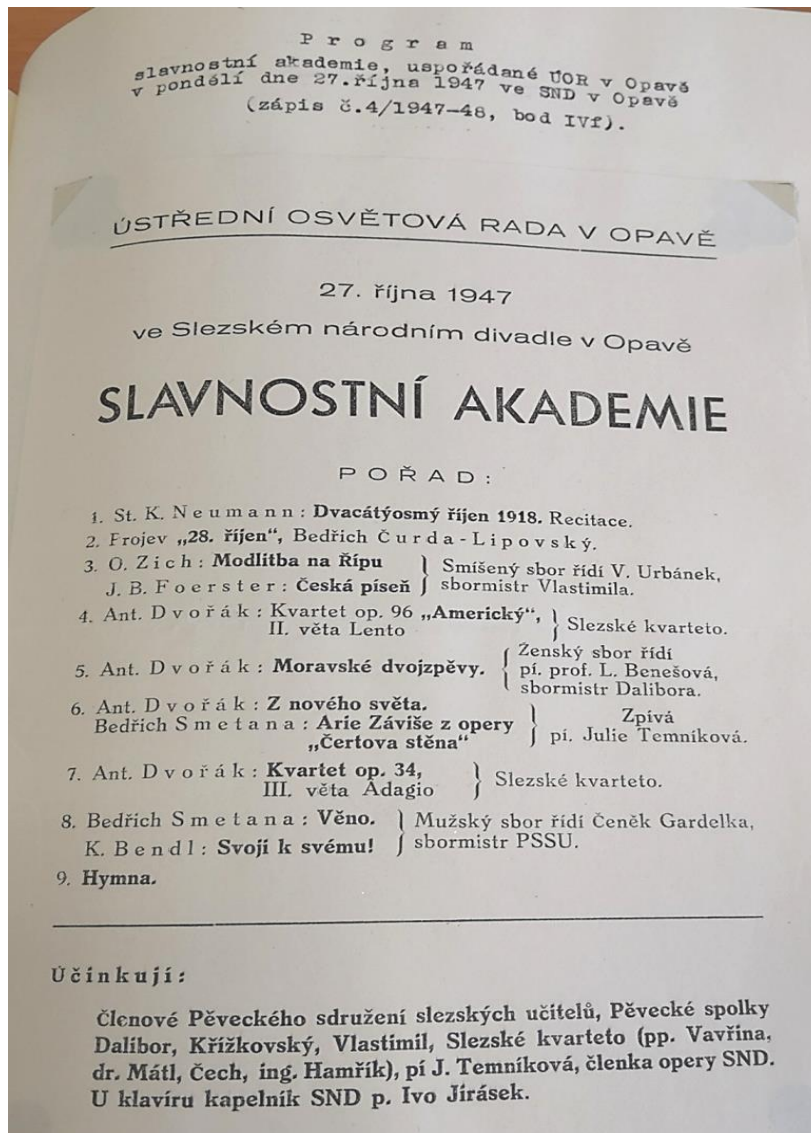 P r o g r a m
slavnostní akademie, uspořádané ÚOR v Opavě
v pondělí dne 27.října 1947 ve SND v Opavě
(zápis č.4/1947-48, bod IVf).
ÚSTŘEDNÍ OSVĚTOVÁ RADA V OPAVĚ
27. října 1947
ve Slezském národním divadle v Opavě
SLAVNOSTNÍ AKADEMIE
POŘAD:
1. St. K. Neumann: Dvacátýosmý říjen 1918. Recitace.
2. Frojev „28. říjen“, Bedřich Čurda-Lipovský.
3. O. Zich: Modlitba na Řípu } Smíšený sbor řídí V. Urbánek,
J. B. Foerster: Česká píseň } sbormistr Vlastimila.
4. Ant. Dvořák: Kvartet op. 96 „Americký“, } Slezské kvarteto.
II. věta Lento
5. Ant. Dvořák: Moravské dvojzpěvy. { Ženský sbor řídí
pí. prof. L. Benešová,
sbormistr Dalibora.
6. Ant. Dvořák: Z nového světa. } Zpívá
Bedřich Smetana: Arie Záviše z opery } pí. Julie Temníková.
„Čertova stěna“
7. Ant. Dvořák: Kvartet op. 34, } Slezské kvarteto.
III. věta Adagio
8. Bedřich Smetana: Věno. } Mužský sbor řídí Čeněk Gardelka,
K. Bendl: Svoji k svému! } sbormistr PSSU.
9. Hymna.
Účinkují:
Členové Pěveckého sdružení slezských učitelů, Pěvecké spolky
Dalibor, Křížkovský, Vlastimil, Slezské kvarteto (pp. Vavřina,
dr. Mátl, Čech, ing. Hamřík), pí J. Temníková, členka opery SND.
U klavíru kapelník SND p. Ivo Jirásek.